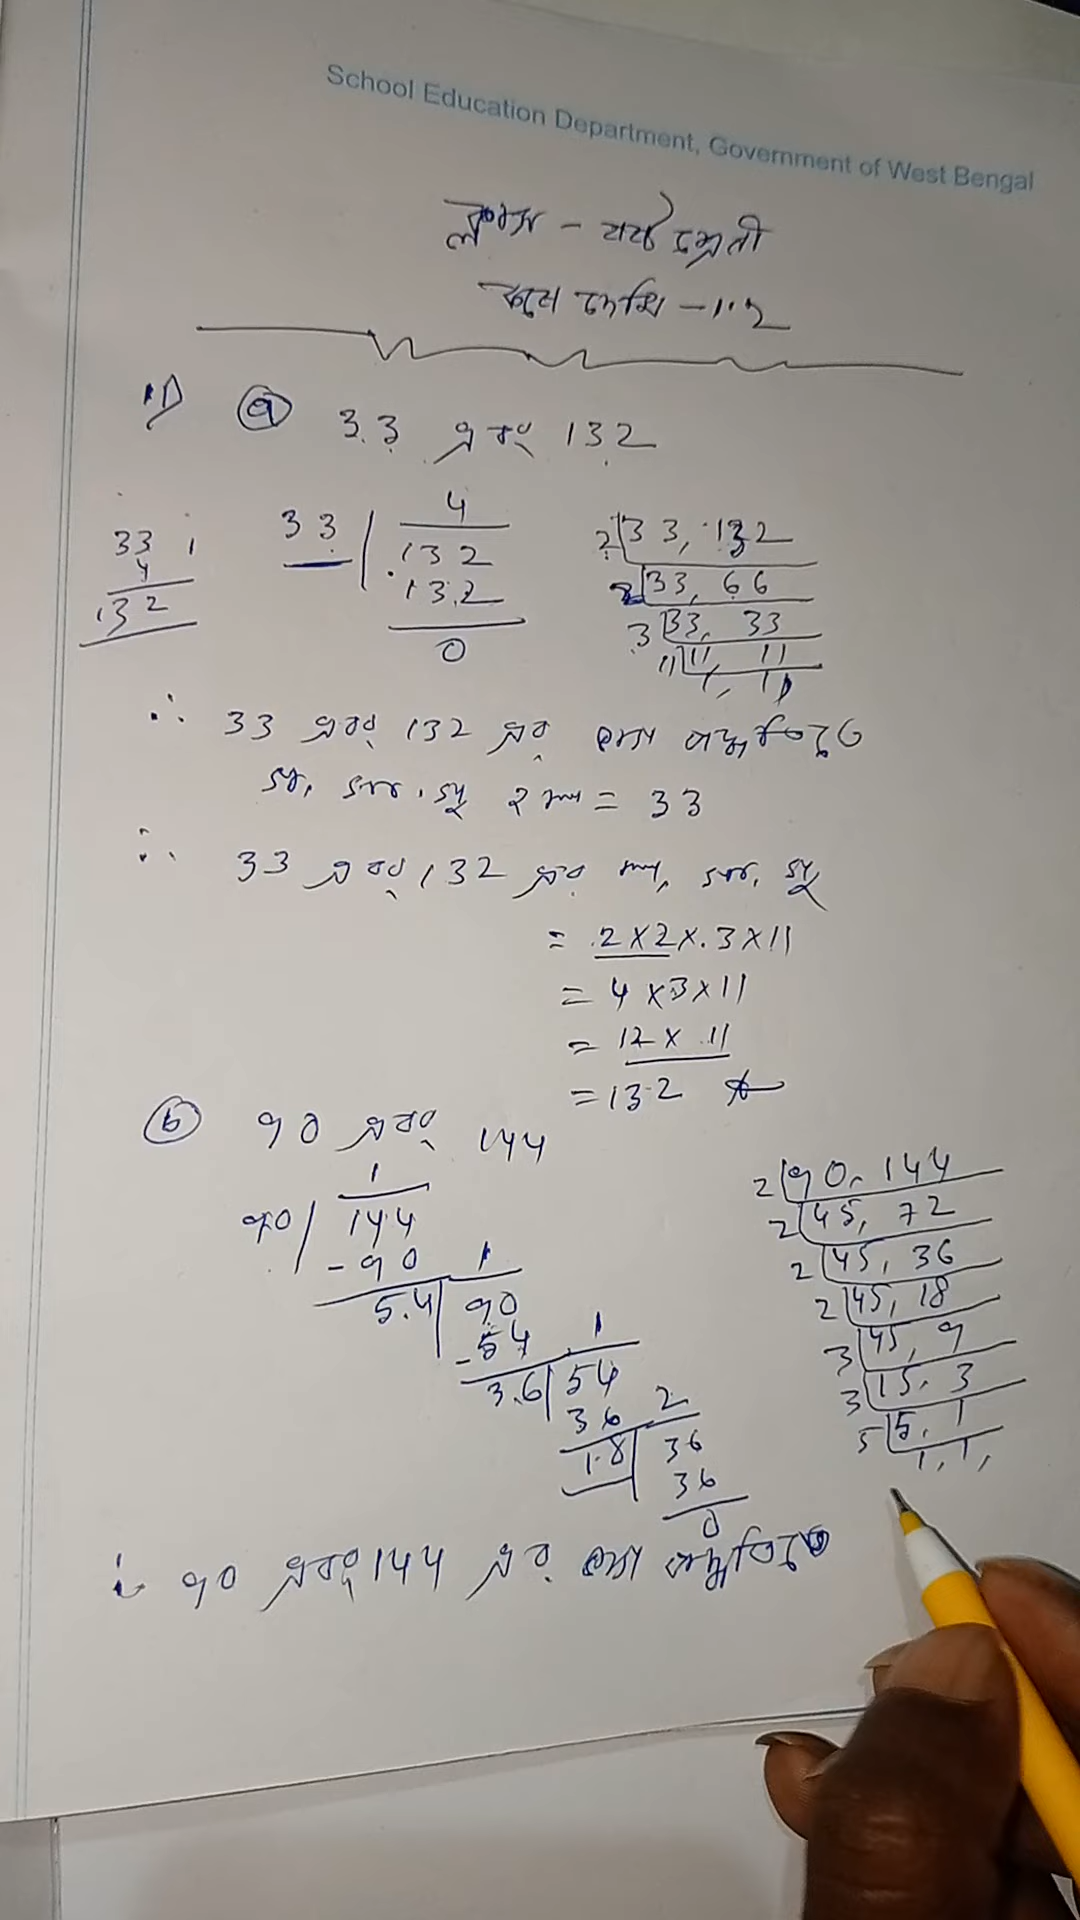 School Education Department, Government of West Bengal
ক্লাস - ষষ্ঠ শ্রেণী
কষে দেখি - 1.2
1) a 33 এবং 132
33
4
132
33 | 132
4
132
0
2 | 33, 132
2 | 33, 66
3 | 33, 33
11 | 11, 11
1, 1
∴ 33 এবং 132 এর
গ. সা. গু = 33
∴ 33 এবং 132 এর ল. সা. গু
= 2 x 2 x 3 x 11
= 4 x 3 x 11
= 12 x 11
= 132
b 90 এবং 144
90 | 144
1
- 90
1
54 | 90
- 54
1
36 | 54
36
2
18 | 36
36
0
2 | 90, 144
2 | 45, 72
2 | 45, 36
2 | 45, 18
3 | 45, 9
3 | 15, 3
5 | 5, 1
1, 1,
∴ 90 এবং 144 এর